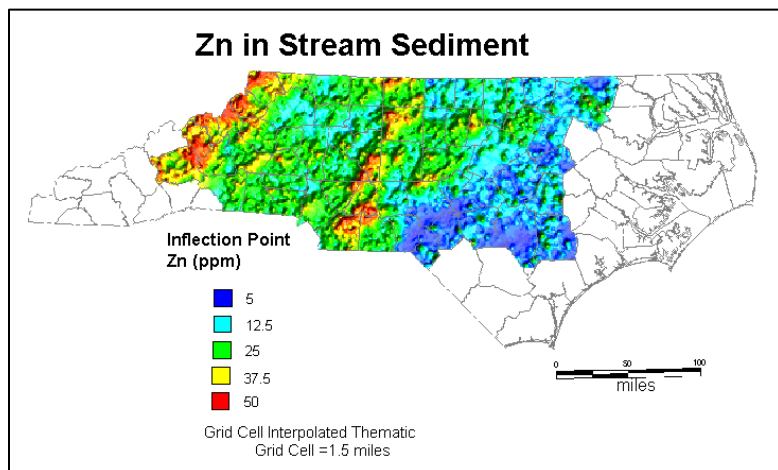 Zn in Stream Sediment
Inflection Point
Zn (ppm)
5
12.5
25
37.5
50
0 50 100
miles
Grid Cell Interpolated Thematic
Grid Cell =1.5 miles